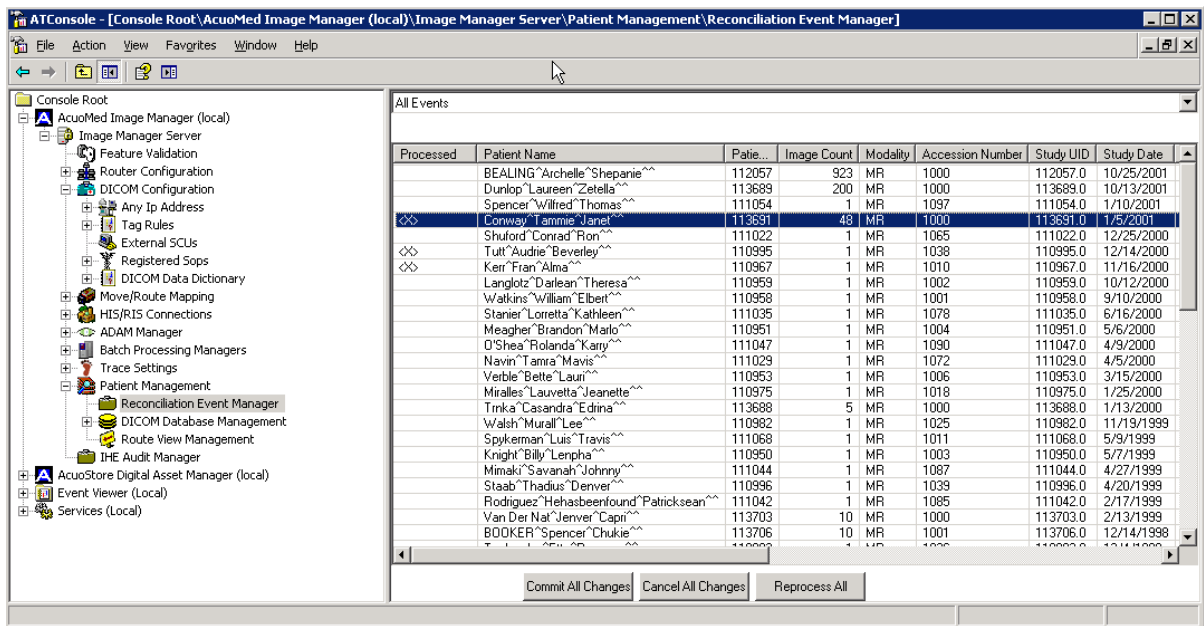 ATConsole - [Console Root\AcuoMed Image Manager (local)\Image Manager Server\Patient Management\Reconciliation Event Manager]
File Action View Favorites Window Help
Console Root
AcuoMed Image Manager (local)
Image Manager Server
Feature Validation
Router Configuration
DICOM Configuration
Any Ip Address
Tag Rules
External SCUs
Registered Sops
DICOM Data Dictionary
Move/Route Mapping
HIS/RIS Connections
ADAM Manager
Batch Processing Managers
Trace Settings
Patient Management
Reconciliation Event Manager
DICOM Database Management
Route View Management
IHE Audit Manager
AcuoStore Digital Asset Manager (local)
Event Viewer (Local)
Services (Local)
All Events
Processed Patient Name Patie... Image Count Modality Accession Number Study UID Study Date
BEALING^Archelle^Shepanie^^ 112057 923 MR 1000 112057.0 10/25/2001
Dunlop^Laureen^Zetella^^ 113689 200 MR 1000 113689.0 10/13/2001
Spencer^Wilfred^Thomas^^ 111054 1 MR 1097 111054.0 1/10/2001
Conway^Tammie^Janet^^ 113691 48 MR 1000 113691.0 1/5/2001
Shuford^Conrad^Ron^^ 111022 1 MR 1065 111022.0 12/25/2000
Tutt^Audrie^Beverley^^ 110995 1 MR 1038 110995.0 12/14/2000
Kerr^Fran^Alma^^ 110967 1 MR 1010 110967.0 11/16/2000
Langlotz^Darlean^Theresa^^ 110959 1 MR 1002 110959.0 10/12/2000
Watkins^William^Elbert^^ 110958 1 MR 1001 110958.0 9/10/2000
Stanier^Lorretta^Kathleen^^ 111035 1 MR 1078 111035.0 6/16/2000
Meagher^Brandon^Marlo^^ 110951 1 MR 1004 110951.0 5/6/2000
O'Shea^Rolanda^Karry^^ 111047 1 MR 1090 111047.0 4/9/2000
Navin^Tamra^Mavis^^ 111029 1 MR 1072 111029.0 4/5/2000
Verble^Bette^Lauri^^ 110953 1 MR 1006 110953.0 3/15/2000
Miralles^Lauvetta^Jeanette^^ 110975 1 MR 1018 110975.0 1/25/2000
Trnka^Casandra^Edrina^^ 113688 5 MR 1000 113688.0 1/13/2000
Walsh^Murall^Lee^^ 110982 1 MR 1025 110982.0 11/19/1999
Spykerman^Luis^Travis^^ 111068 1 MR 1011 111068.0 5/9/1999
Knight^Billy^Lenpha^^ 110950 1 MR 1003 110950.0 5/7/1999
Mimaki^Savanah^Johnny^^ 111044 1 MR 1087 111044.0 4/27/1999
Staab^Thadius^Denver^^ 110996 1 MR 1039 110996.0 4/20/1999
Rodriguez^Hehasbeenfound^Patricksean^^ 111042 1 MR 1085 111042.0 2/17/1999
Van Der Nat^Jenver^Capri^^ 113703 10 MR 1000 113703.0 2/13/1999
BOOKER^Spencer^Chukie^^ 113706 10 MR 1001 113706.0 12/14/1998
Commit All Changes Cancel All Changes Reprocess All